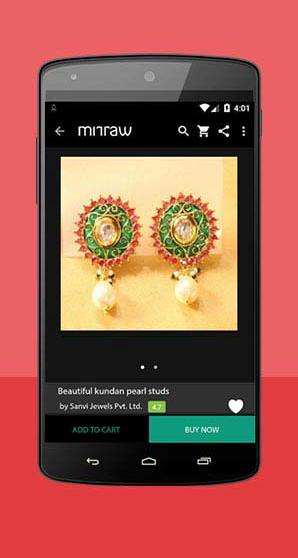 4:01
mirraw
Beautiful kundan pearl studs
by Sanvi Jewels Pvt. Ltd. 4.7
ADD TO CART BUY NOW